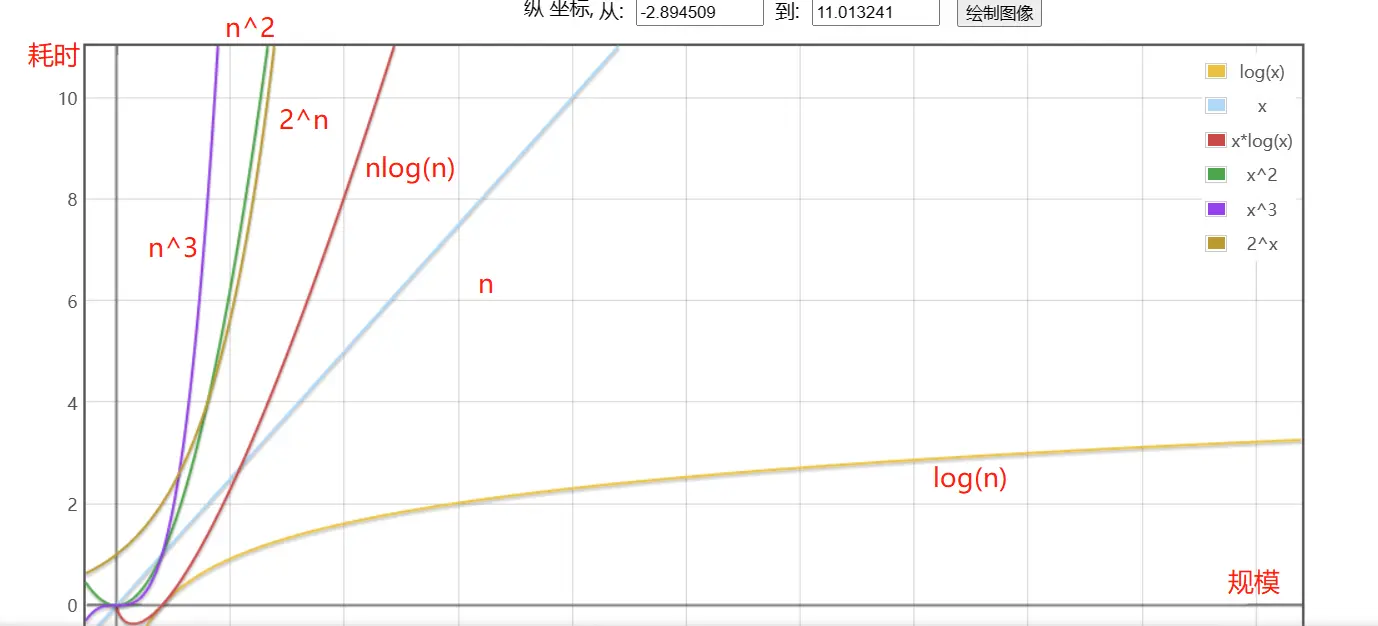 纵 坐标, 从: -2.894509 到: 11.013241 绘制图像
n^2
耗时
log(x)
10
x
2^n
x*log(x)
nlog(n)
x^2
8
x^3
n^3
2^x
n
6
4
log(n)
2
规模
0